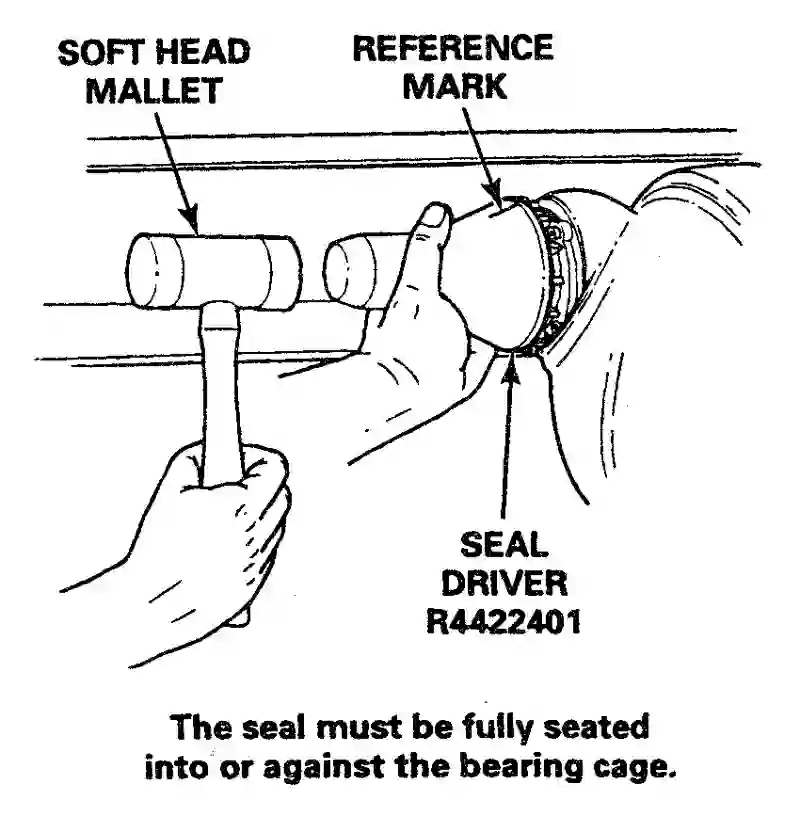 SOFT HEAD
MALLET
REFERENCE
MARK
SEAL
DRIVER
R4422401
The seal must be fully seated
into or against the bearing cage.